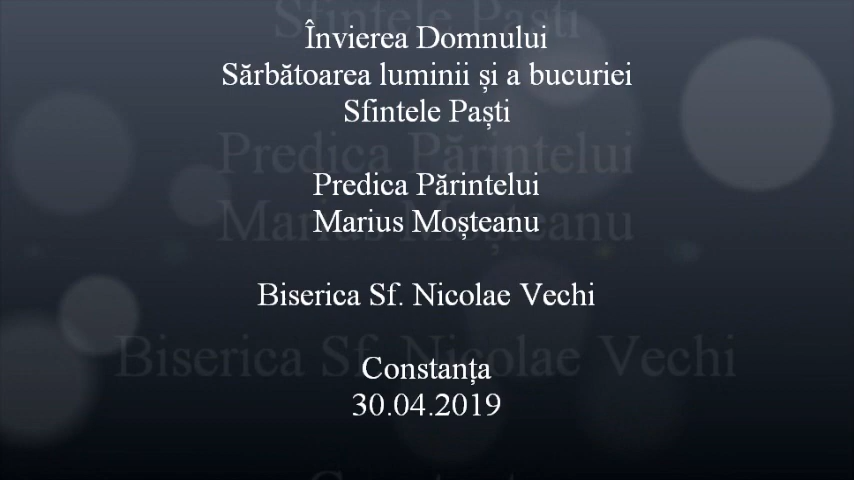 Învierea Domnului
Sărbătoarea luminii și a bucuriei
Sfintele Paști
Predica Părintelui
Marius Moșteanu
Biserica Sf. Nicolae Vechi
Constanța
30.04.2019